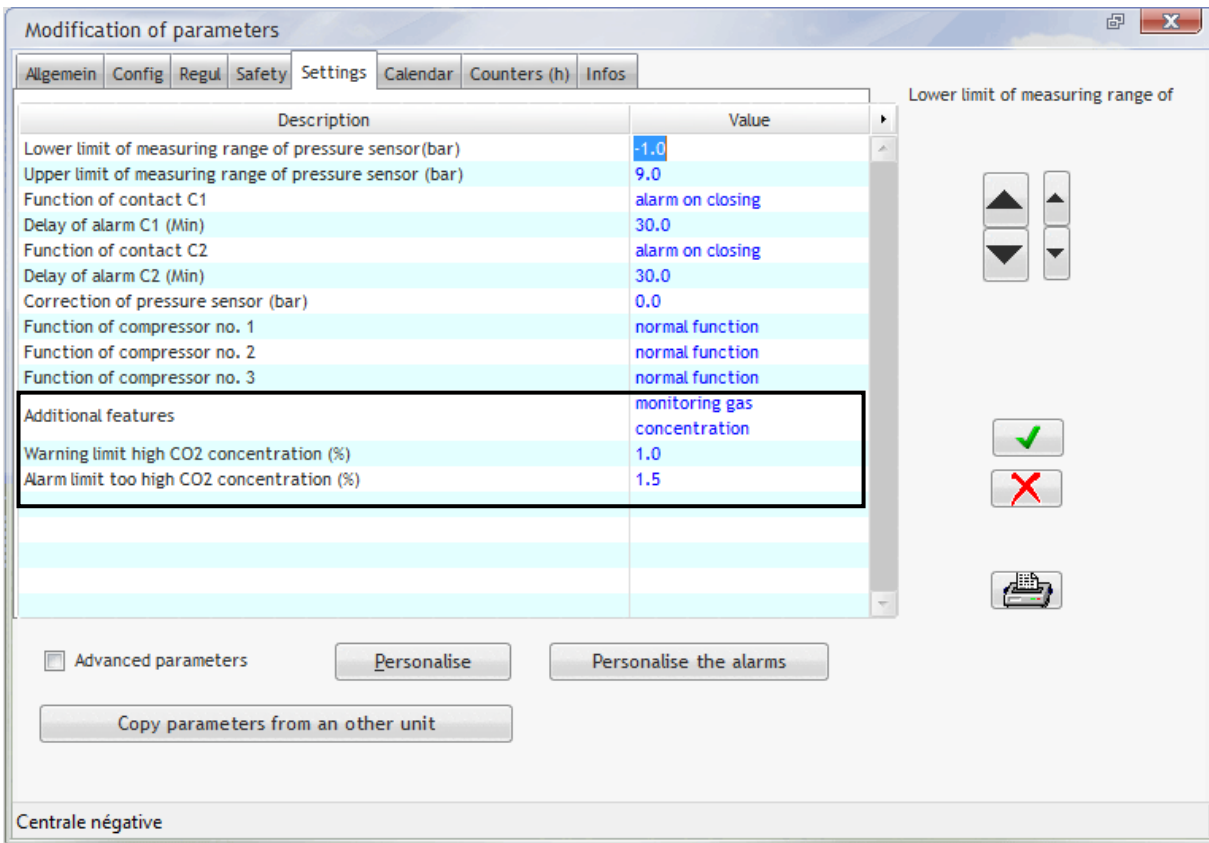 Modification of parameters
Allgemein Config Regul Safety Settings Calendar Counters (h) Infos
Lower limit of measuring range of
Description Value
Lower limit of measuring range of pressure sensor(bar) -1.0
Upper limit of measuring range of pressure sensor (bar) 9.0
Function of contact C1 alarm on closing
Delay of alarm C1 (Min) 30.0
Function of contact C2 alarm on closing
Delay of alarm C2 (Min) 30.0
Correction of pressure sensor (bar) 0.0
Function of compressor no. 1 normal function
Function of compressor no. 2 normal function
Function of compressor no. 3 normal function
Additional features monitoring gas
concentration
Warning limit high CO2 concentration (%) 1.0
Alarm limit too high CO2 concentration (%) 1.5
Advanced parameters Personalise Personalise the alarms
Copy parameters from an other unit
Centrale négative